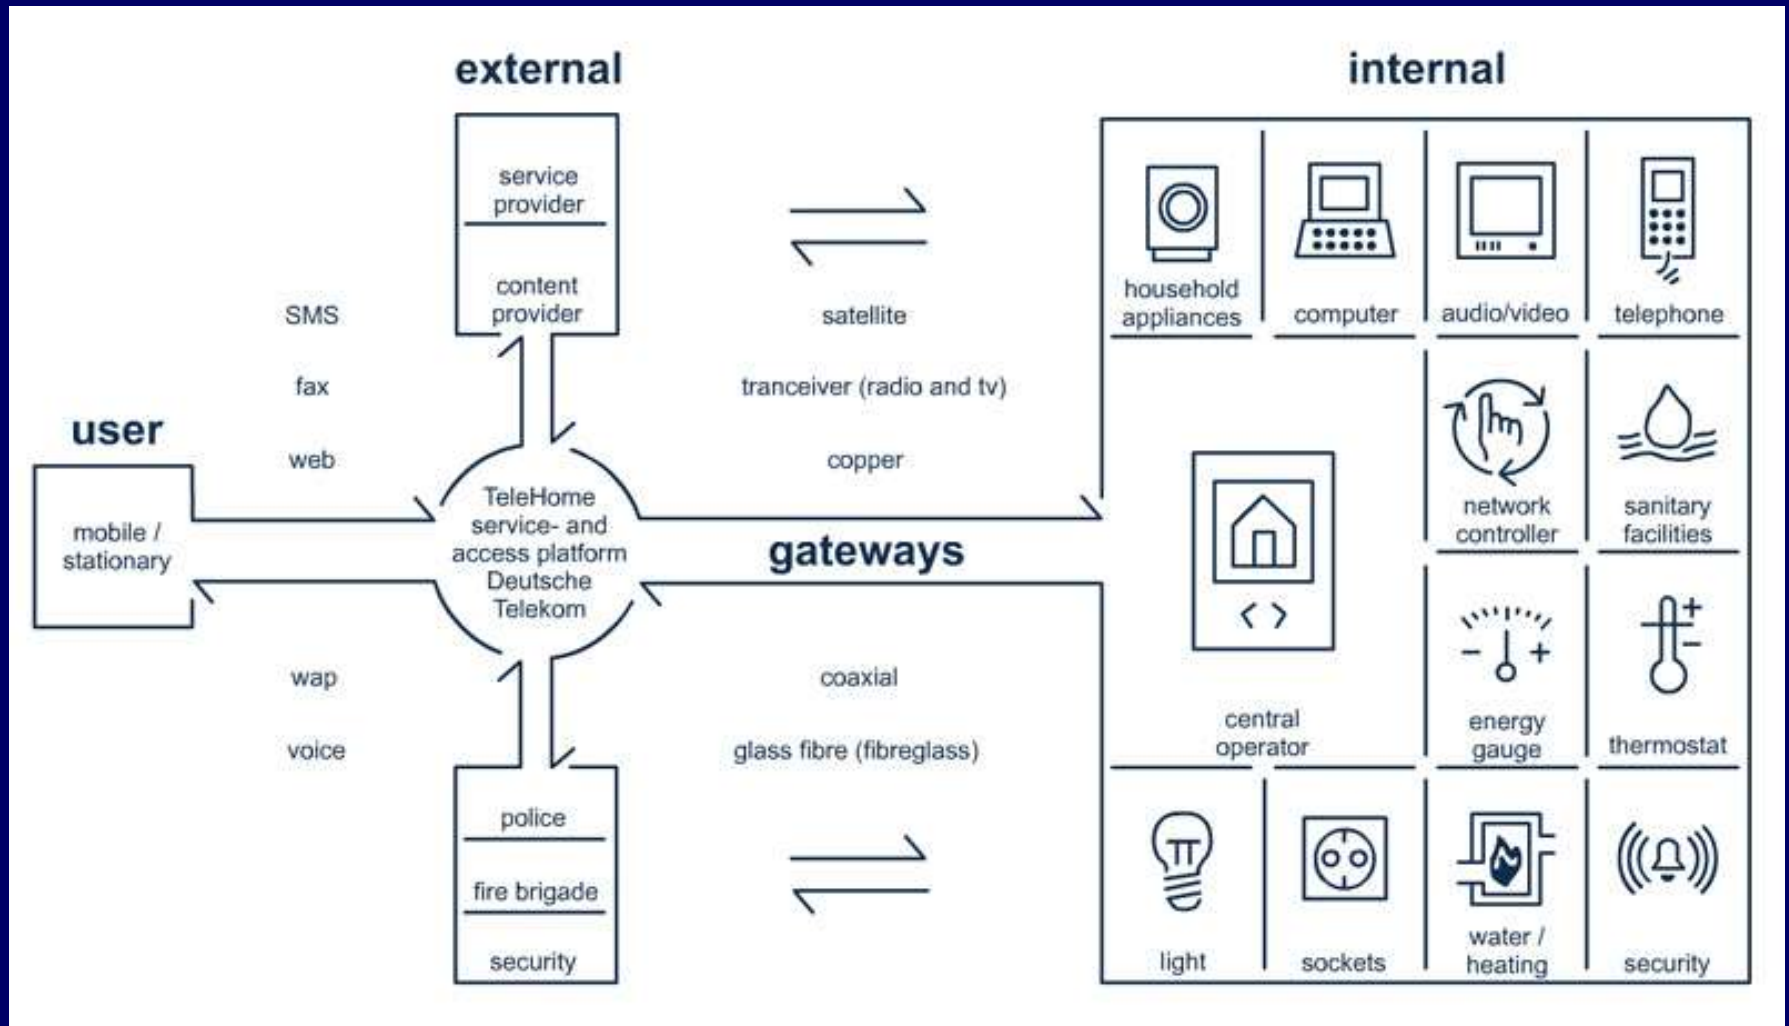 external
internal
service
provider
content
provider
SMS
fax
web
user
mobile /
stationary
TeleHome
service- and
access platform
Deutsche
Telekom
wap
voice
police
fire brigade
security
satellite
tranceiver (radio and tv)
copper
gateways
coaxial
glass fibre (fibreglass)
household
appliances
computer
audio/video
telephone
network
controller
sanitary
facilities
central
operator
energy
gauge
thermostat
light
sockets
water /
heating
security